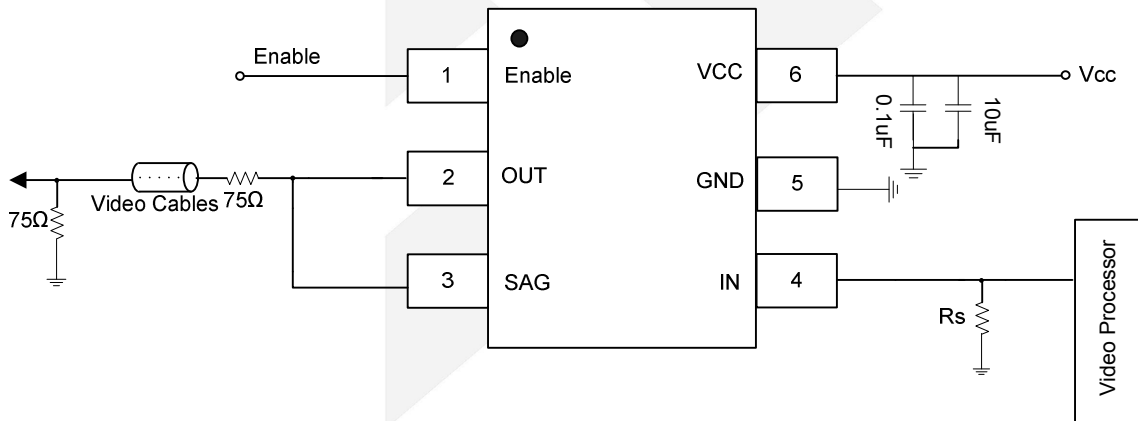 Enable
1
Enable
VCC
6
Vcc
0.1uF
10uF
2
OUT
GND
5
Video Cables
75Ω
75Ω
3
SAG
IN
4
Rs
Video Processor